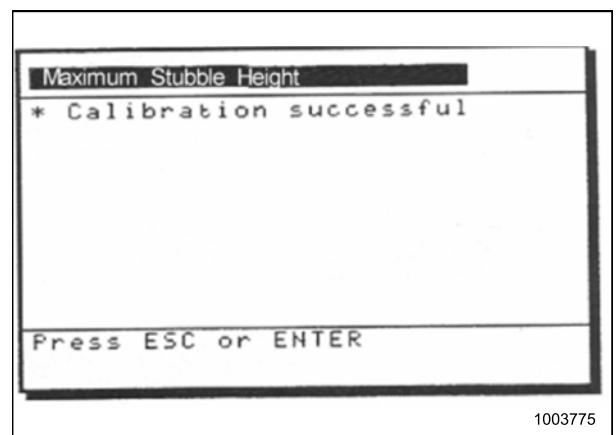 Maximum Stubble Height
* Calibration successful
Press ESC or ENTER
1003775